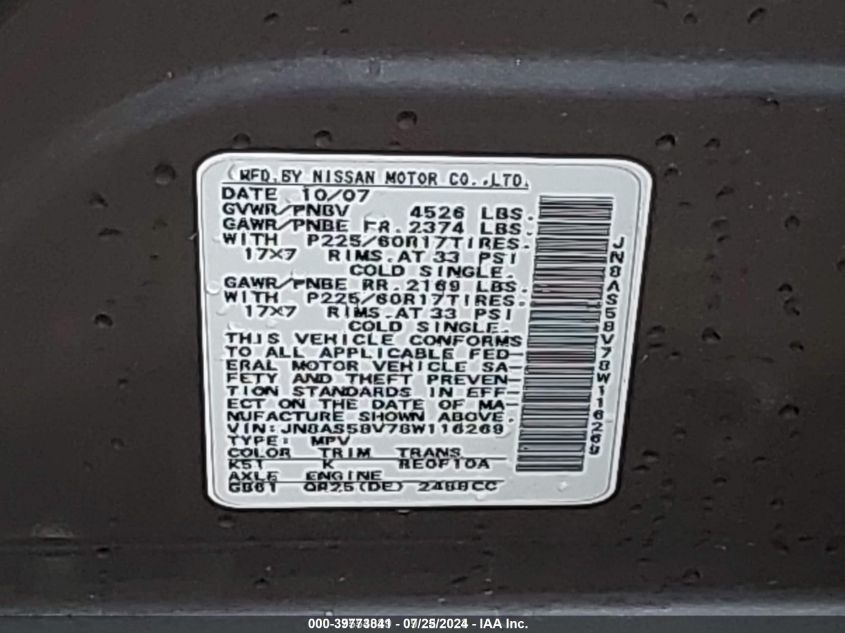 MFD. BY NISSAN MOTOR CO., LTD.
DATE 10/07
GVWR/PNBV 4526 LBS.
GAWR/PNBE FR. 2374 LBS.
WITH P225/60R17TIRES.
17X7 RIMS. AT 33 PSI
COLD SINGLE.
GAWR/PNBE RR. 2169 LBS.
WITH P225/60R17TIRES.
17X7 RIMS. AT 33 PSI
COLD SINGLE.
THIS VEHICLE CONFORMS
TO ALL APPLICABLE FED-
ERAL MOTOR VEHICLE SA-
FETY AND THEFT PREVEN-
TION STANDARDS IN EFF-
ECT ON THE DATE OF MA-
NUFACTURE SHOWN ABOVE.
VIN: JN8AS58V78W116269
TYPE: MPV
COLOR TRIM TRANS
K51 K RE0F10A
AXLE ENGINE
GB61 QR25(DE) 2488CC
JN8AS58V78W116269
000-39773841 - 07/25/2024 - IAA Inc.